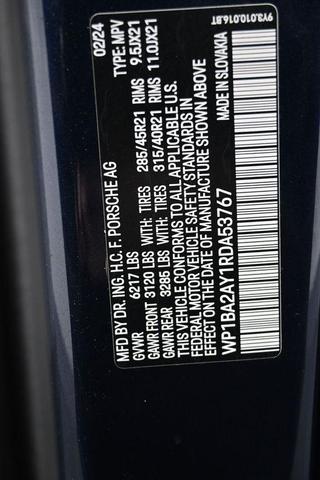 MFD BY DR. ING. H.C. F. PORSCHE AG 02/24
GVWR 6217 LBS TYPE: MPV
GAWR FRONT 3120 LBS WITH: TIRES 285/45R21 RIMS 9.5JX21
GAWR REAR 3285 LBS WITH: TIRES 315/40R21 RIMS 11.0JX21
THIS VEHICLE CONFORMS TO ALL APPLICABLE U.S.
FEDERAL MOTOR VEHICLE SAFETY STANDARDS IN
EFFECT ON THE DATE OF MANUFACTURE SHOWN ABOVE
WP1BA2AY1RDA53767 MADE IN SLOVAKIA
9Y3.010.016.BT